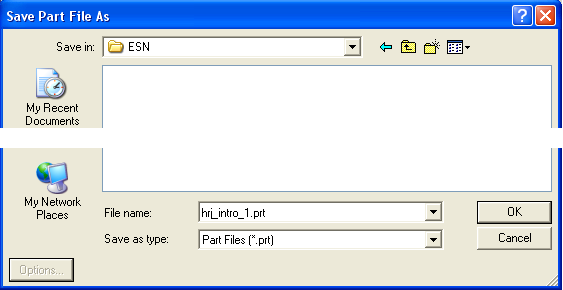 Save Part File As
Save in: ESN
My Recent
Documents
My Network
Places
File name: hrj_intro_1.prt
OK
Save as type: Part Files (*.prt)
Cancel
Options...